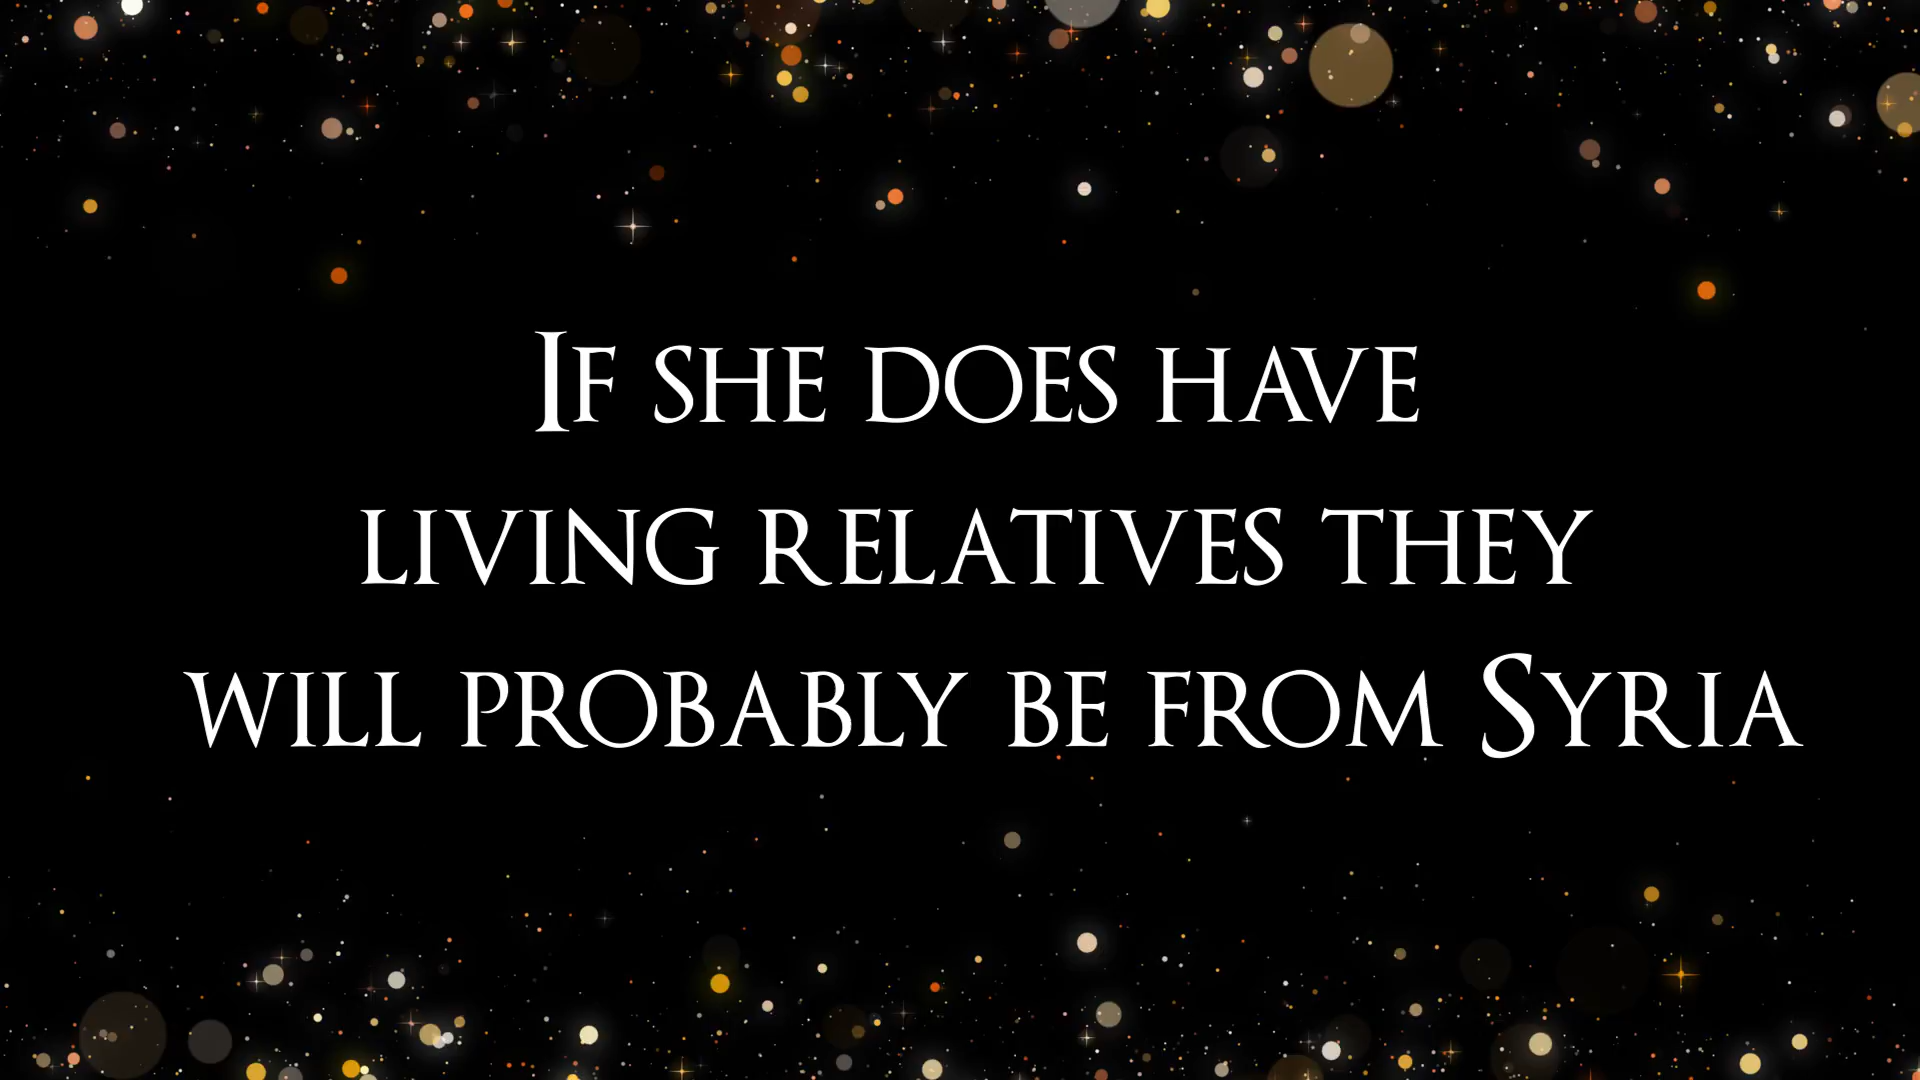 If she does have
living relatives they
will probably be from Syria